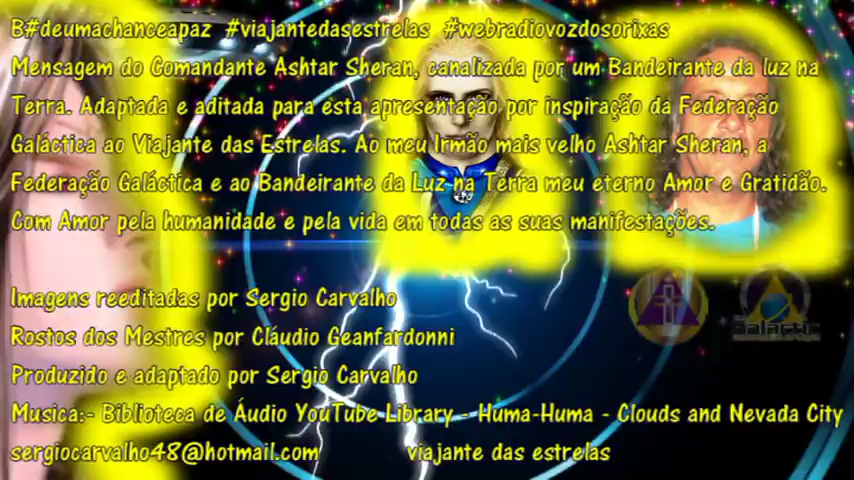 B#deumachanceapaz #viajantedasestrelas #webradiovozdosorixas
Mensagem do Comandante Ashtar Sheran, canalizada por um Bandeirante da luz na
Terra. Adaptada e aditada para esta apresentação por inspiração da Federação
Galáctica ao Viajante das Estrelas. Ao meu Irmão mais velho Ashtar Sheran, a
Federação Galáctica e ao Bandeirante da Luz na Terra meu eterno Amor e Gratidão.
Com Amor pela humanidade e pela vida em todas as suas manifestações.
Imagens reeditadas por Sergio Carvalho
Rostos dos Mestres por Cláudio Geanfardonni
Produzido e adaptado por Sergio Carvalho
Musica:- Biblioteca de Áudio YouTube Library - Huma-Huma - Clouds and Nevada City
sergiocarvalho48@hotmail.com viajante das estrelas
Galactic